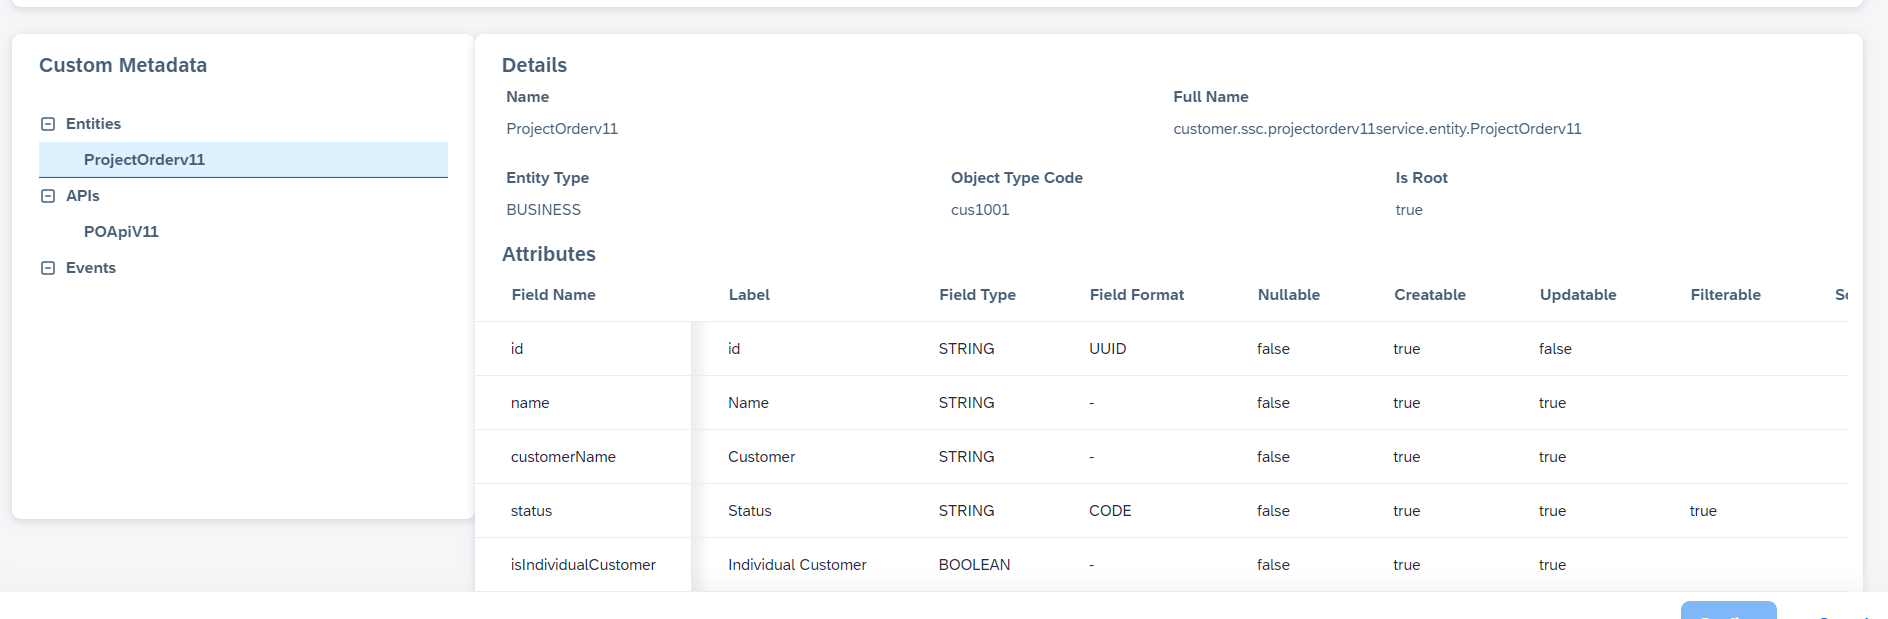 Custom Metadata
Entities
ProjectOrderv11
APIs
POApiV11
Events
Details
Name Full Name
ProjectOrderv11 customer.ssc.projectorderv11service.entity.ProjectOrderv11
Entity Type Object Type Code Is Root
BUSINESS cus1001 true
Attributes
Field Name Label Field Type Field Format Nullable Creatable Updatable Filterable
id id STRING UUID false true false
name Name STRING - false true true
customerName Customer STRING - false true true
status Status STRING CODE false true true true
isIndividualCustomer Individual Customer BOOLEAN - false true true